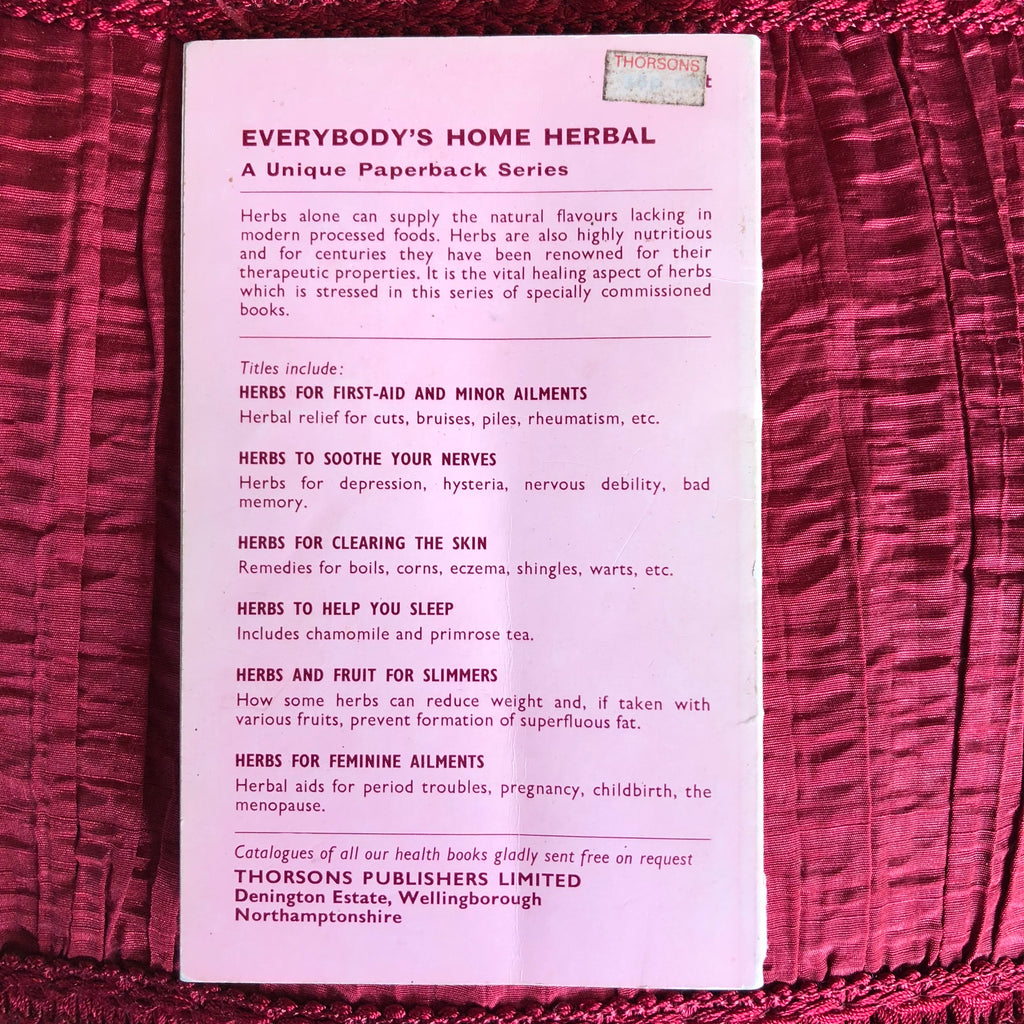 THORSONS
EVERYBODY'S HOME HERBAL
A Unique Paperback Series
Herbs alone can supply the natural flavours lacking in
modern processed foods. Herbs are also highly nutritious
and for centuries they have been renowned for their
therapeutic properties. It is the vital healing aspect of herbs
which is stressed in this series of specially commissioned
books.
Titles include:
HERBS FOR FIRST-AID AND MINOR AILMENTS
Herbal relief for cuts, bruises, piles, rheumatism, etc.
HERBS TO SOOTHE YOUR NERVES
Herbs for depression, hysteria, nervous debility, bad
memory.
HERBS FOR CLEARING THE SKIN
Remedies for boils, corns, eczema, shingles, warts, etc.
HERBS TO HELP YOU SLEEP
Includes chamomile and primrose tea.
HERBS AND FRUIT FOR SLIMMERS
How some herbs can reduce weight and, if taken with
various fruits, prevent formation of superfluous fat.
HERBS FOR FEMININE AILMENTS
Herbal aids for period troubles, pregnancy, childbirth, the
menopause.
Catalogues of all our health books gladly sent free on request
THORSONS PUBLISHERS LIMITED
Denington Estate, Wellingborough
Northamptonshire